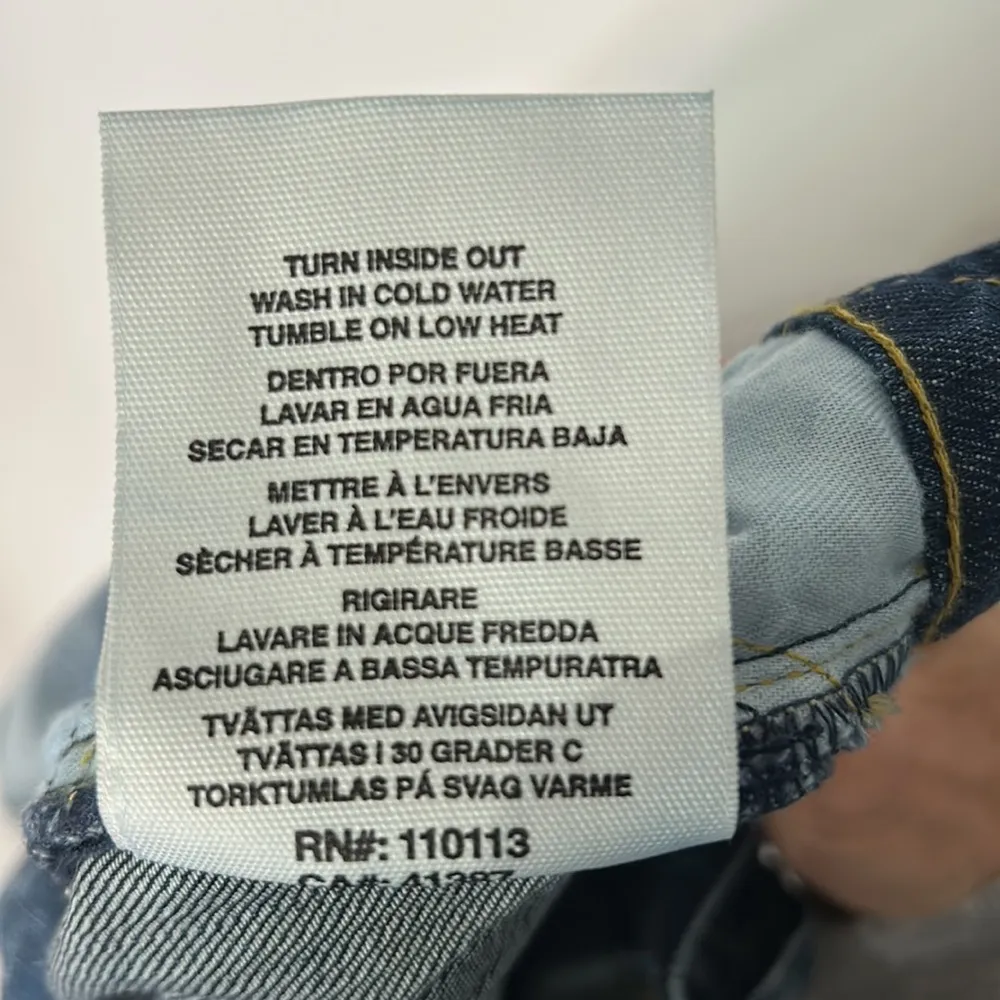 TURN INSIDE OUT
WASH IN COLD WATER
TUMBLE ON LOW HEAT
DENTRO POR FUERA
LAVAR EN AGUA FRIA
SECAR EN TEMPERATURA BAJA
METTRE À L'ENVERS
LAVER À L'EAU FROIDE
SÈCHER À TEMPÉRATURE BASSE
RIGIRARE
LAVARE IN ACQUE FREDDA
ASCIUGARE A BASSA TEMPURATRA
TVÄTTAS MED AVIGSIDAN UT
TVÄTTAS I 30 GRADER C
TORKTUMLAS PÁ SVAG VARME
RN#: 110113
CA#: